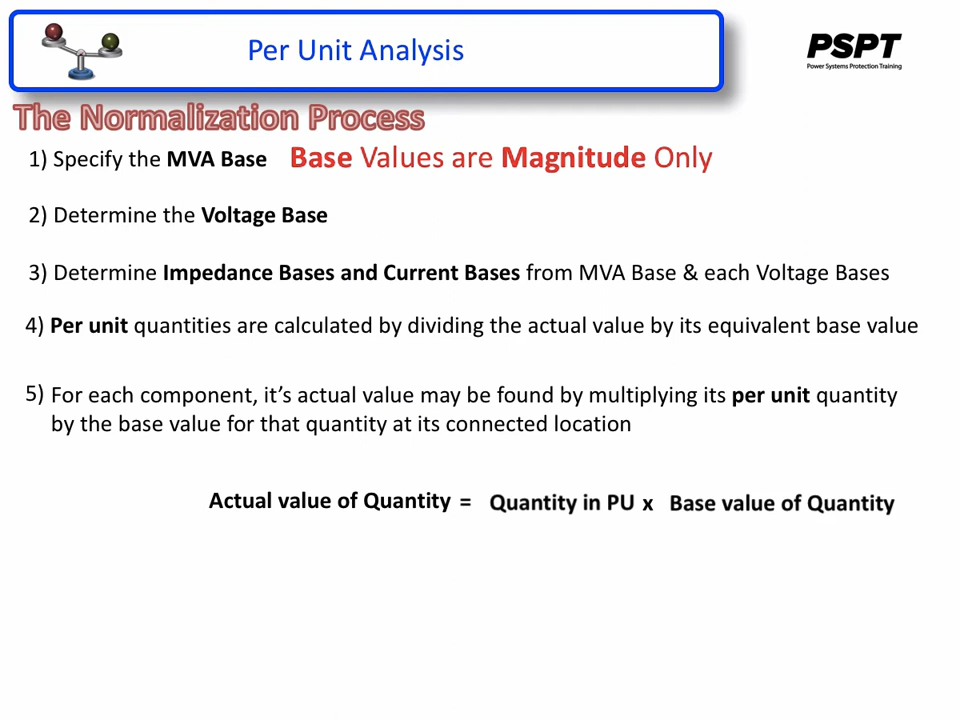 Per Unit Analysis
PSPT
Power Systems Protection Training
The Normalization Process
1) Specify the MVA Base Base Values are Magnitude Only
2) Determine the Voltage Base
3) Determine Impedance Bases and Current Bases from MVA Base & each Voltage Bases
4) Per unit quantities are calculated by dividing the actual value by its equivalent base value
5) For each component, it’s actual value may be found by multiplying its per unit quantity
by the base value for that quantity at its connected location
Actual value of Quantity = Quantity in PU x Base value of Quantity